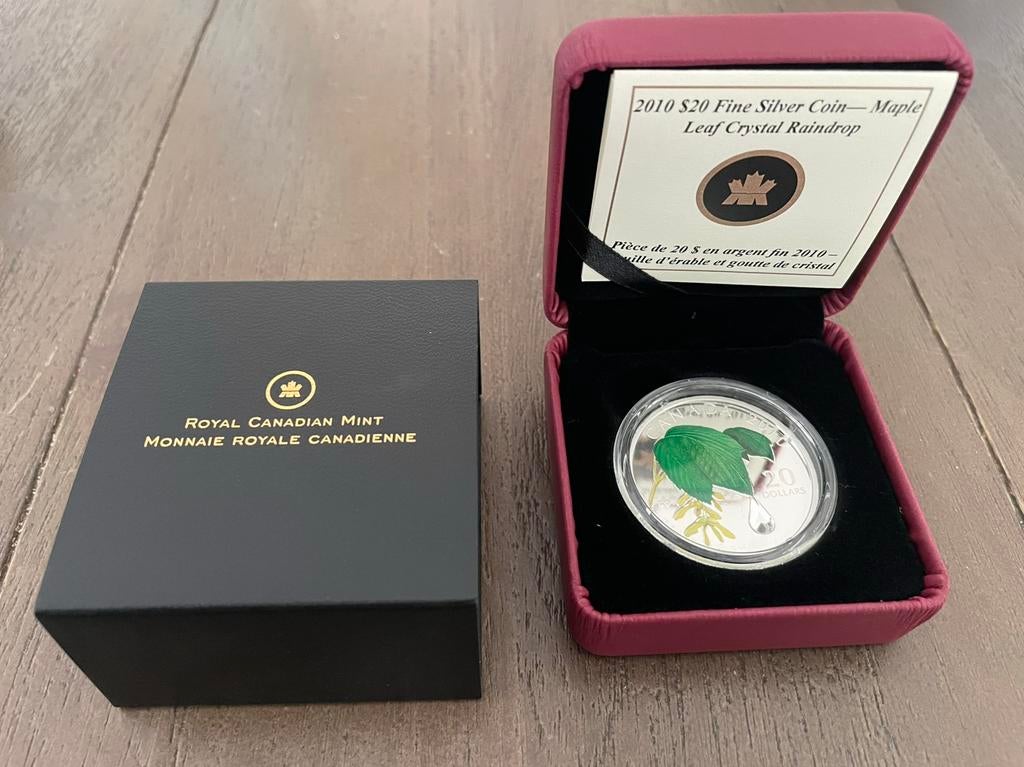 ROYAL CANADIAN MINT
MONNAIE ROYALE CANADIENNE
2010 $20 Fine Silver Coin— Maple
Leaf Crystal Raindrop
Pièce de 20 $ en argent fin 2010 –
d'érable et goutte de cristal
20
DOLLARS